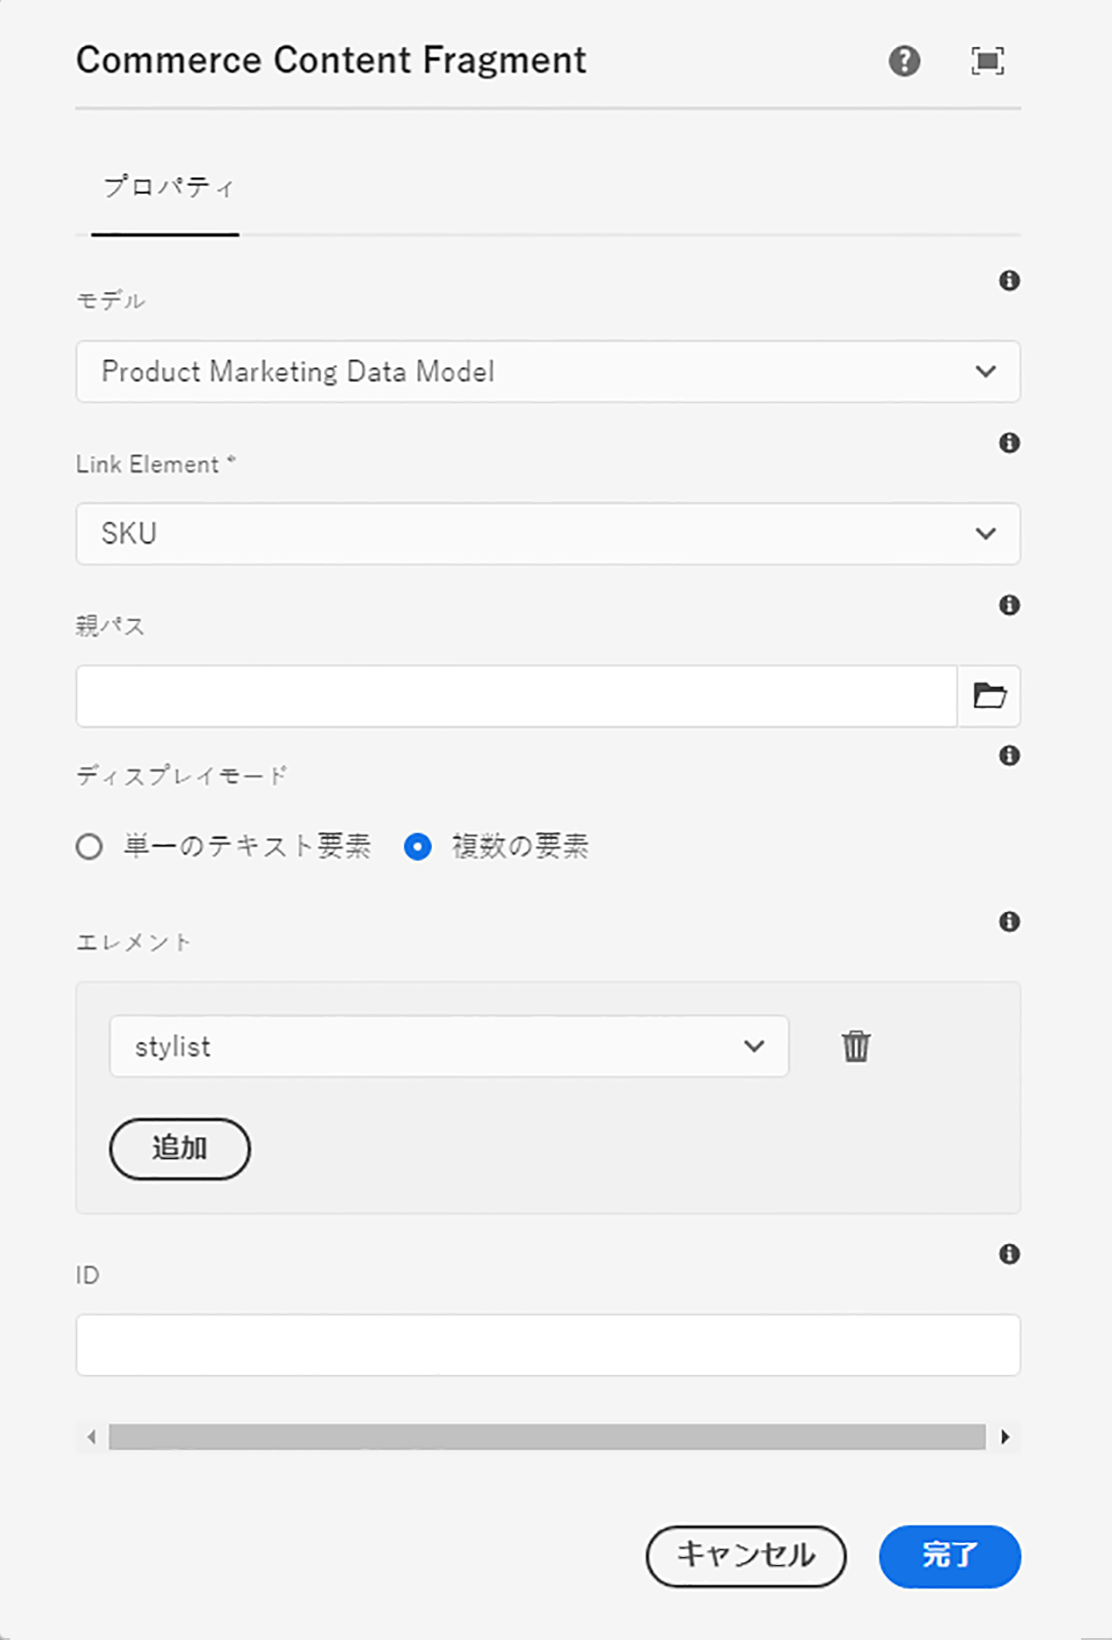 Commerce Content Fragment
プロパティ
モデル
Product Marketing Data Model
Link Element *
SKU
親パス
ディスプレイモード
単一のテキスト要素 複数の要素
エレメント
stylist
追加
ID
キャンセル 完了